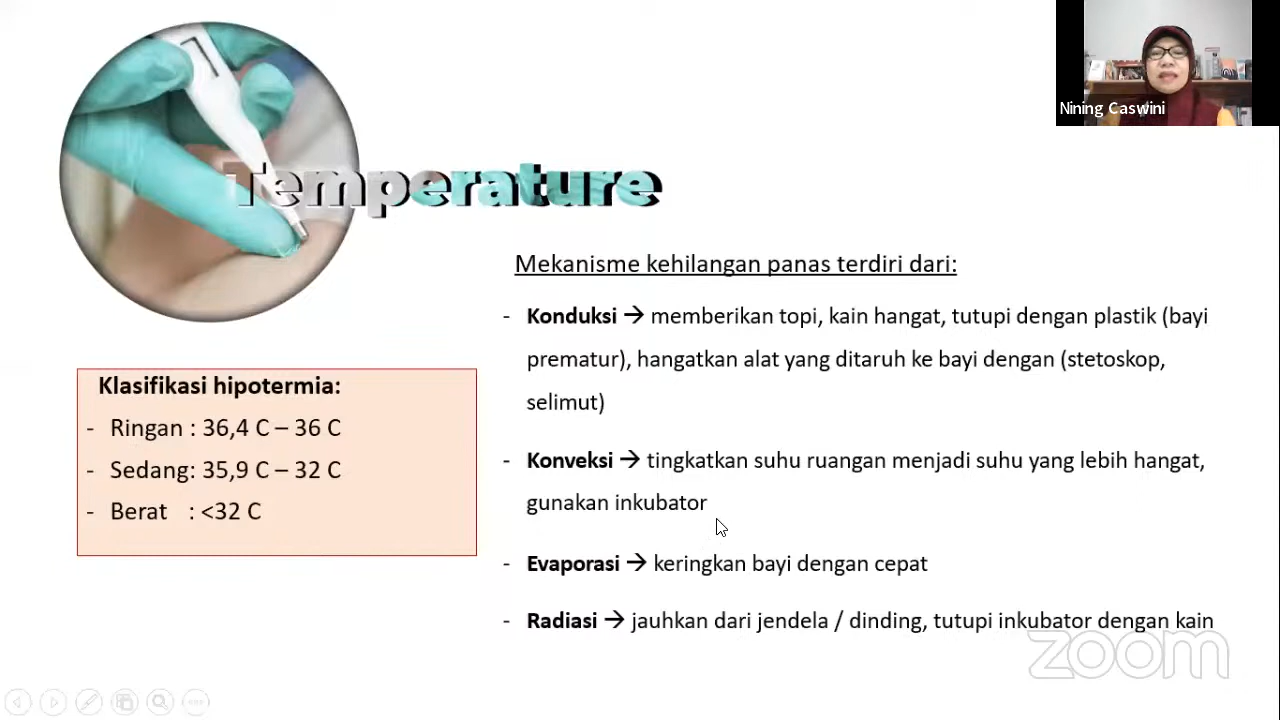 Nining Caswini
Temperature
Mekanisme kehilangan panas terdiri dari:
- Konduksi → memberikan topi, kain hangat, tutupi dengan plastik (bayi
prematur), hangatkan alat yang ditaruh ke bayi dengan (stetoskop,
selimut)
- Konveksi → tingkatkan suhu ruangan menjadi suhu yang lebih hangat,
gunakan inkubator
- Evaporasi → keringkan bayi dengan cepat
- Radiasi → jauhkan dari jendela / dinding, tutupi inkubator dengan kain
Klasifikasi hipotermia:
- Ringan : 36,4 C – 36 C
- Sedang: 35,9 C – 32 C
- Berat : <32 C
zoom